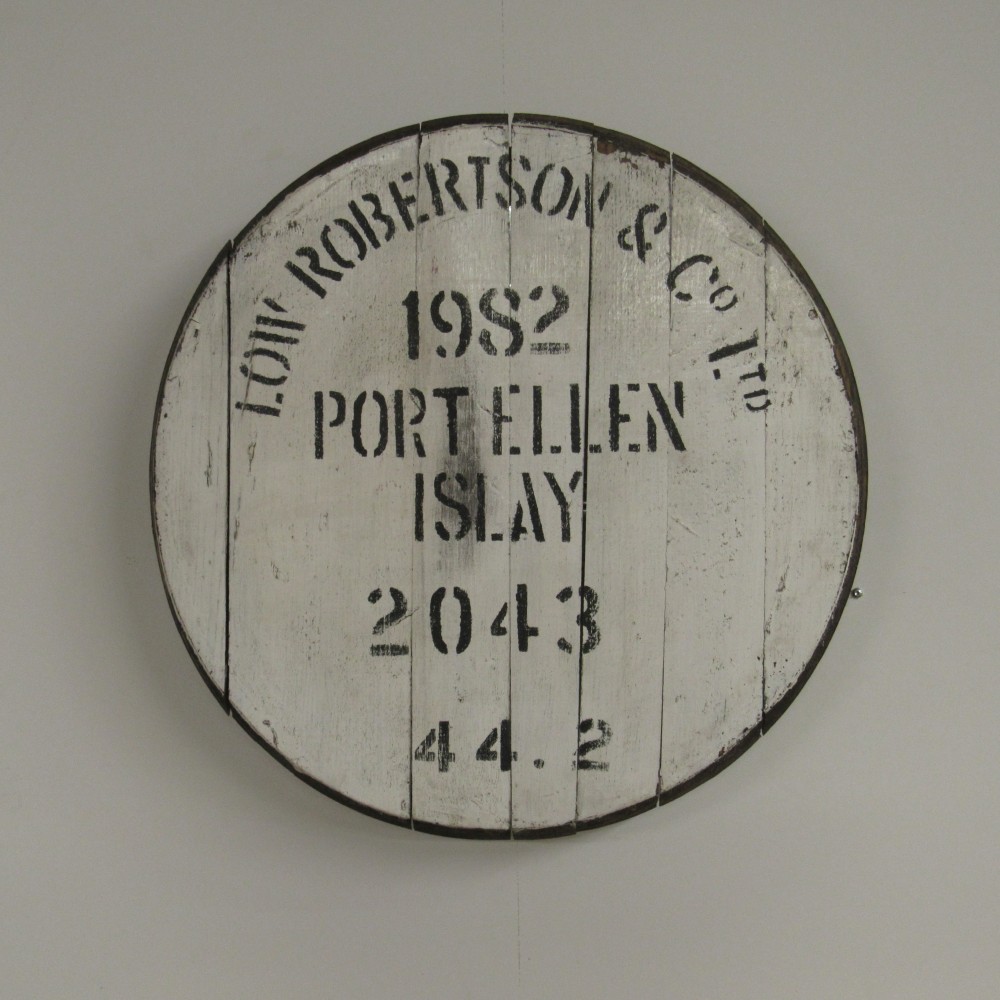 LOW ROBERTSON & Co LTD
1982
PORT ELLEN
ISLAY
2043
44.2